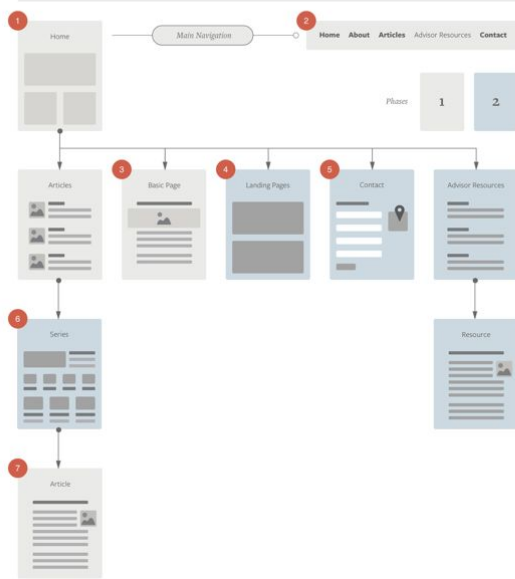 1
2
Home
Main Navigation
Home About Articles Advisor Resources Contact
Phases 1 2
3
4
5
Articles
Basic Page
Landing Pages
Contact
Advisor Resources
6
Series
Resource
7
Article